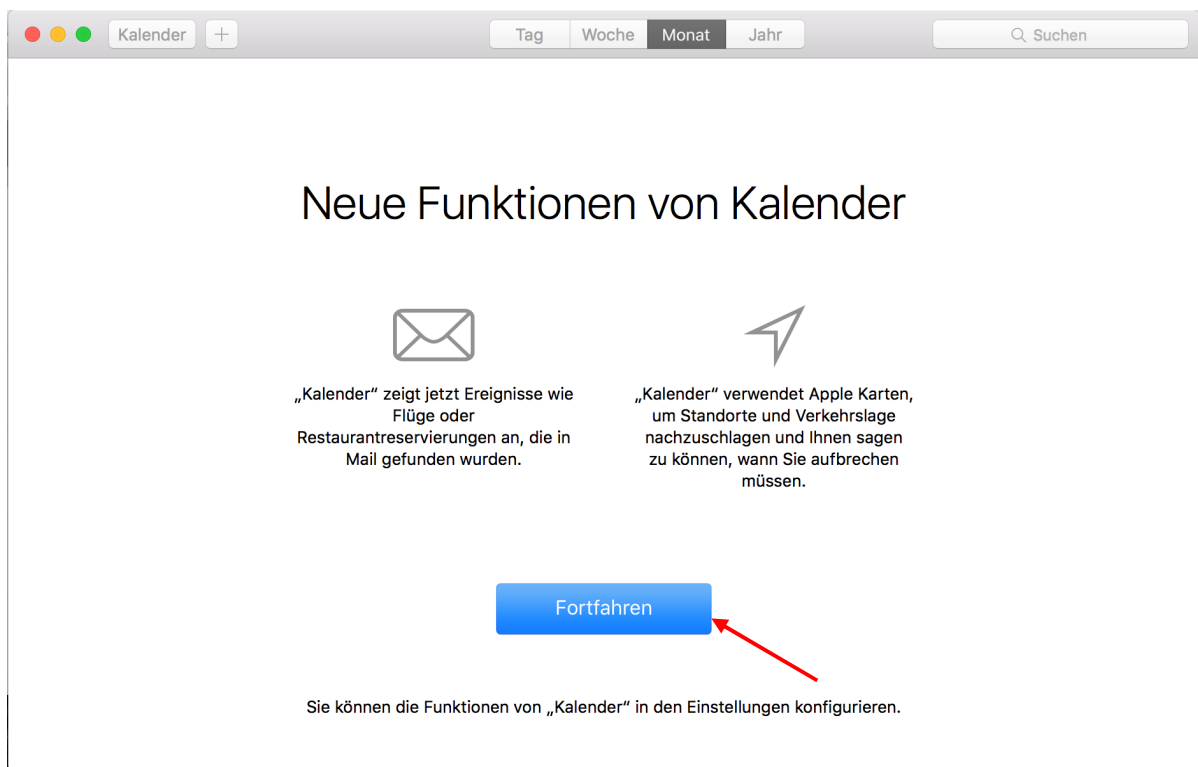 Kalender +
Tag Woche Monat Jahr
Suchen
Neue Funktionen von Kalender
„Kalender“ zeigt jetzt Ereignisse wie
Flüge oder
Restaurantreservierungen an, die in
Mail gefunden wurden.
„Kalender“ verwendet Apple Karten,
um Standorte und Verkehrslage
nachzuschlagen und Ihnen sagen
zu können, wann Sie aufbrechen
müssen.
Fortfahren
Sie können die Funktionen von „Kalender“ in den Einstellungen konfigurieren.